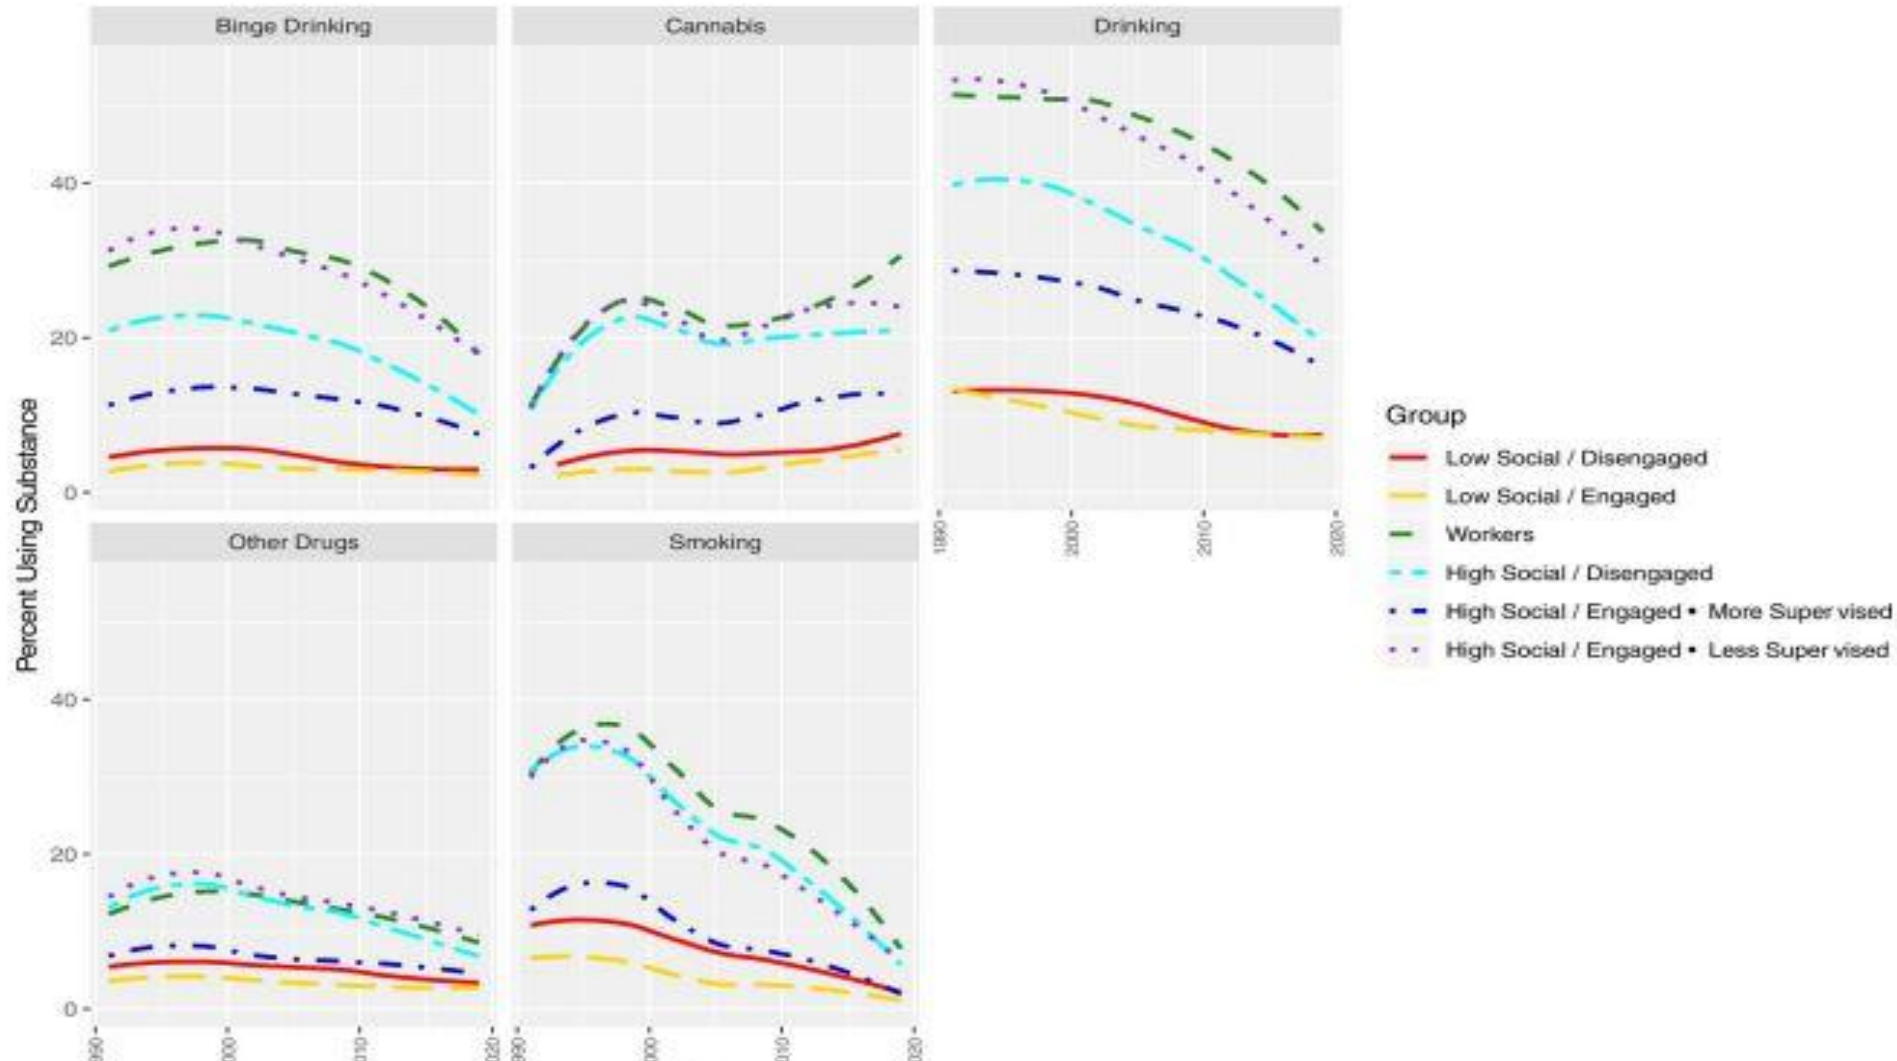 Binge Drinking
Cannabis
Drinking
40
20
0
Percent Using Substance
1990
2000
2010
2020
Group
Low Social / Disengaged
Low Social / Engaged
Workers
High Social / Disengaged
High Social / Engaged • More Super vised
High Social / Engaged • Less Super vised
Other Drugs
Smoking
40
20
0